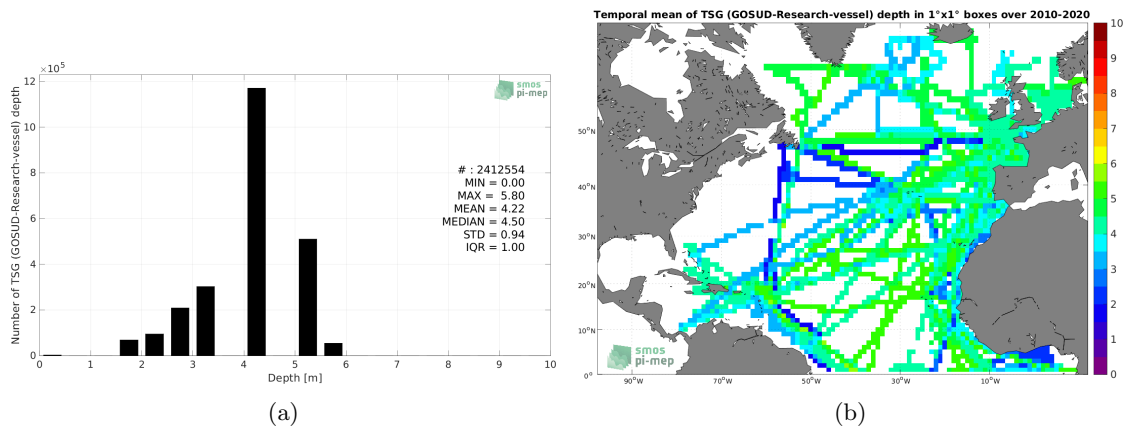 Temporal mean of TSG (GOSUD-Research-vessel) depth in 1°x1° boxes over 2010-2020
×10⁵
12
10
8
6
4
2
0
Number of TSG (GOSUD-Research-vessel) depth
smos
pi-mep
# : 2412554
MIN = 0.00
MAX = 5.80
MEAN = 4.22
MEDIAN = 4.50
STD = 0.94
IQR = 1.00
0 1 2 3 4 5 6 7 8 9 10
Depth [m]
(a)
50°N
40°N
30°N
20°N
10°N
0°
90°W 70°W 50°W 30°W 10°W
smos
pi-mep
10
9
8
7
6
5
4
3
2
1
0
(b)